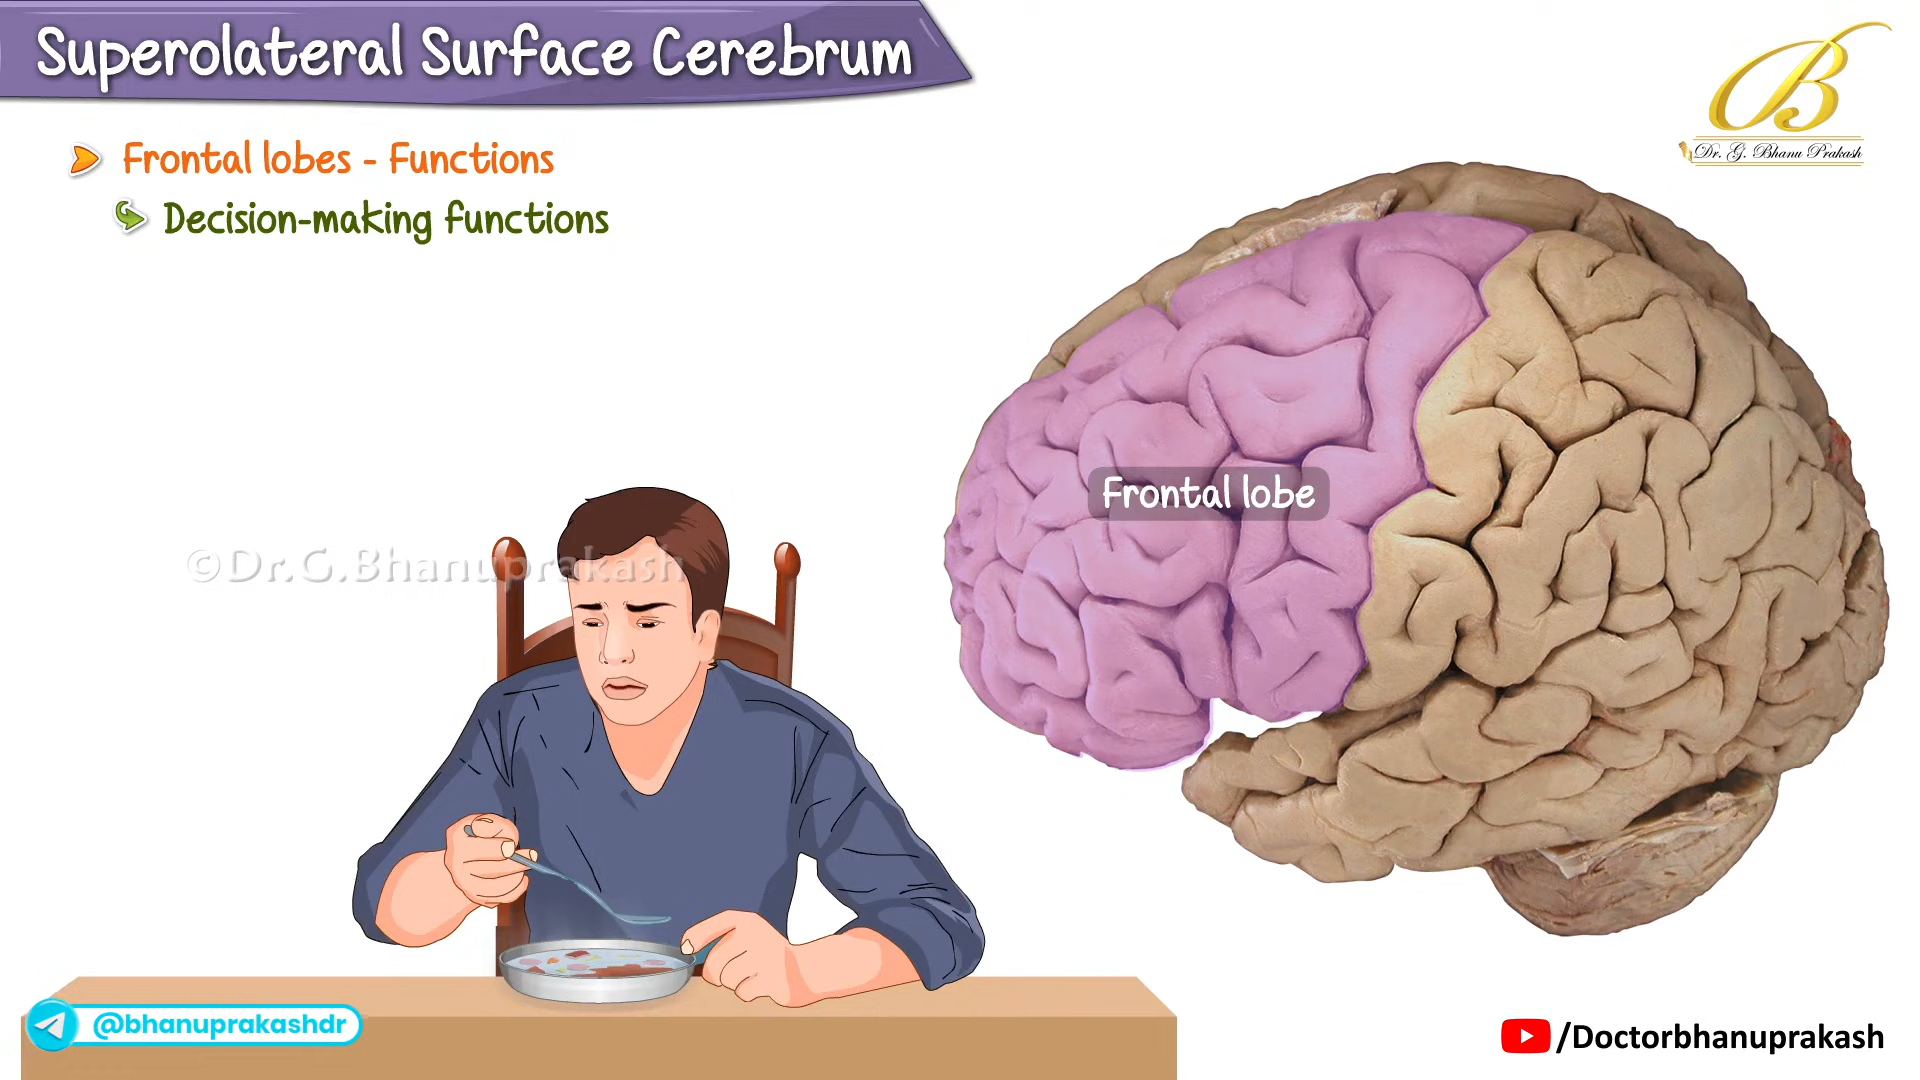 Superolateral Surface Cerebrum
Dr. G. Bhanu Prakash
Frontal lobes - Functions
Decision-making functions
Frontal lobe
©Dr.G.Bhanuprakash
@bhanuprakashdr
/Doctorbhanuprakash